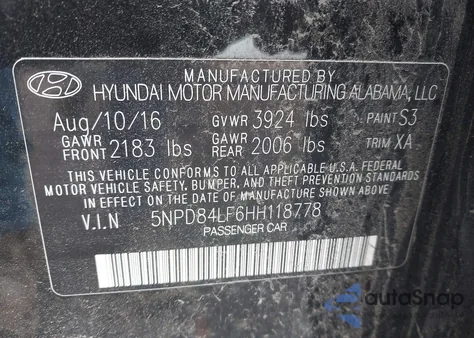 MANUFACTURED BY
HYUNDAI MOTOR MANUFACTURING ALABAMA, LLC
Aug/10/16 GVWR 3924 lbs PAINT S3
GAWR FRONT 2183 lbs GAWR REAR 2006 lbs TRIM XA
THIS VEHICLE CONFORMS TO ALL APPLICABLE U.S.A. FEDERAL
MOTOR VEHICLE SAFETY, BUMPER, AND THEFT PREVENTION STANDARDS
IN EFFECT ON THE DATE OF MANUFACTURE SHOWN ABOVE.
V.I.N 5NPD84LF6HH118778
PASSENGER CAR
autoSnap